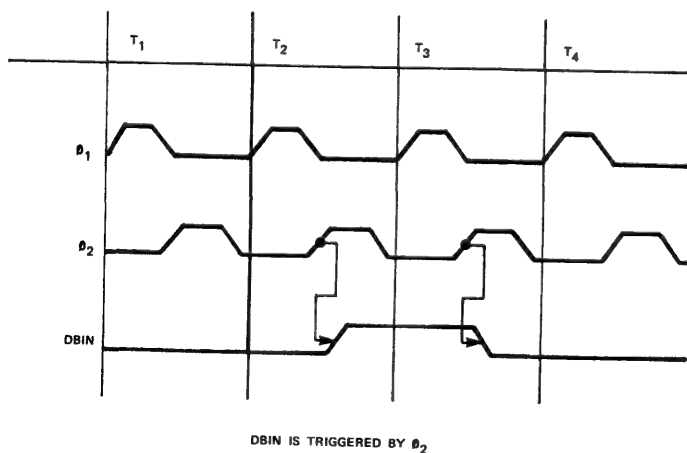 T₁ T₂ T₃ T₄
ø₁
ø₂
DBIN
DBIN IS TRIGGERED BY ø₂